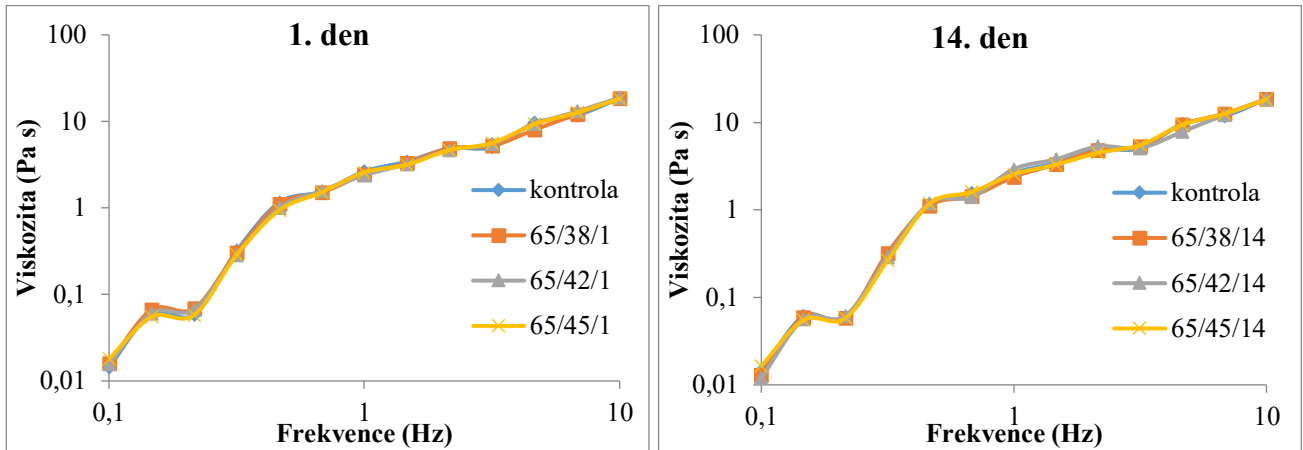 1. den
Viskozita (Pa s)
100
10
1
0,1
0,01
0,1
1
10
Frekvence (Hz)
kontrola
65/38/1
65/42/1
65/45/1
14. den
Viskozita (Pa s)
100
10
1
0,1
0,01
0,1
1
10
Frekvence (Hz)
kontrola
65/38/14
65/42/14
65/45/14